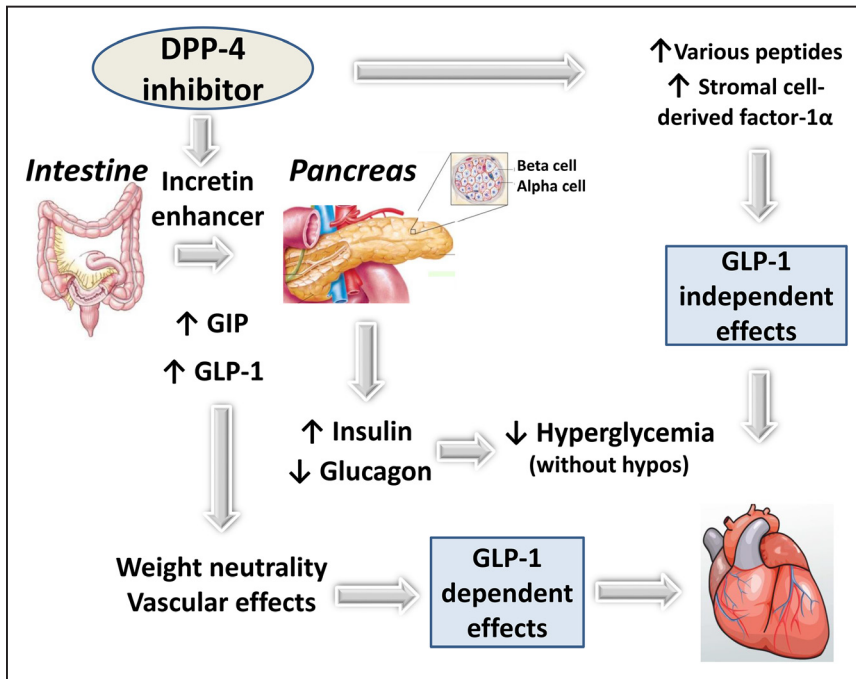 DPP-4
inhibitor
↑Various peptides
↑ Stromal cell-
derived factor-1α
Intestine
Incretin
enhancer
Pancreas
Beta cell
Alpha cell
GLP-1
independent
effects
↑ GIP
↑ GLP-1
↑ Insulin
↓ Glucagon
↓ Hyperglycemia
(without hypos)
Weight neutrality
Vascular effects
GLP-1
dependent
effects